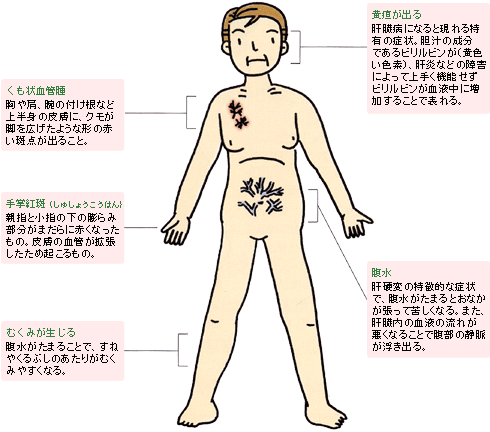 黄疸が出る
肝臓病になると現れる特
有の症状。胆汁の成分
であるビリルビンが(黄色
い色素)、肝炎などの障害
によって上手く機能せず
ビリルビンが血液中に増
加することで表れる。
くも状血管腫
胸や肩、腕の付け根など
上半身の皮膚に、クモが
脚を広げたような形の赤
い斑点が出ること。
手掌紅斑(しゅしょうこうはん)
親指と小指の下の膨らみ
部分がまだらに赤くなった
もの。皮膚の血管が拡張
したため起こるもの。
腹水
肝硬変の特徴的な症状
で、腹水がたまるとおなか
が張って苦しくなる。また、
肝臓内の血液の流れが
悪くなることで腹部の静脈
が浮き出る。
むくみが生じる
腹水がたまることで、すね
やくるぶしのあたりがむく
みやすくなる。